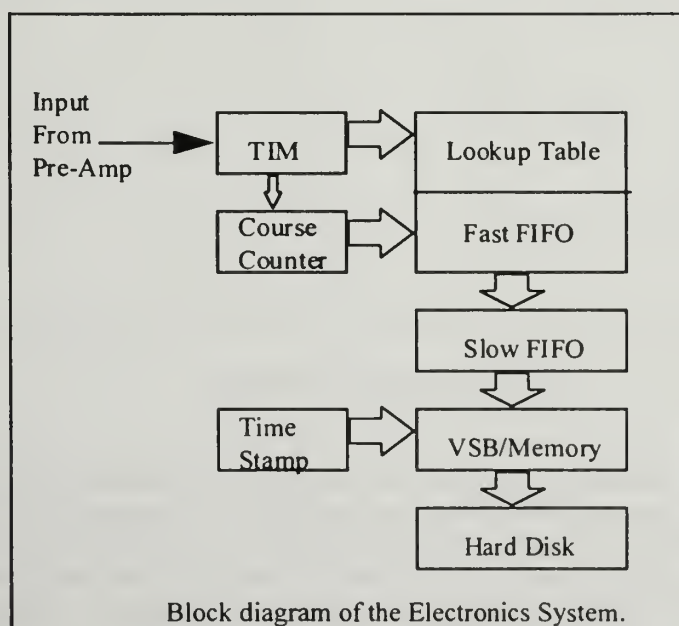 Input
From
Pre-Amp
TIM
Lookup Table
Course
Counter
Fast FIFO
Slow FIFO
Time
Stamp
VSB/Memory
Hard Disk
Block diagram of the Electronics System.